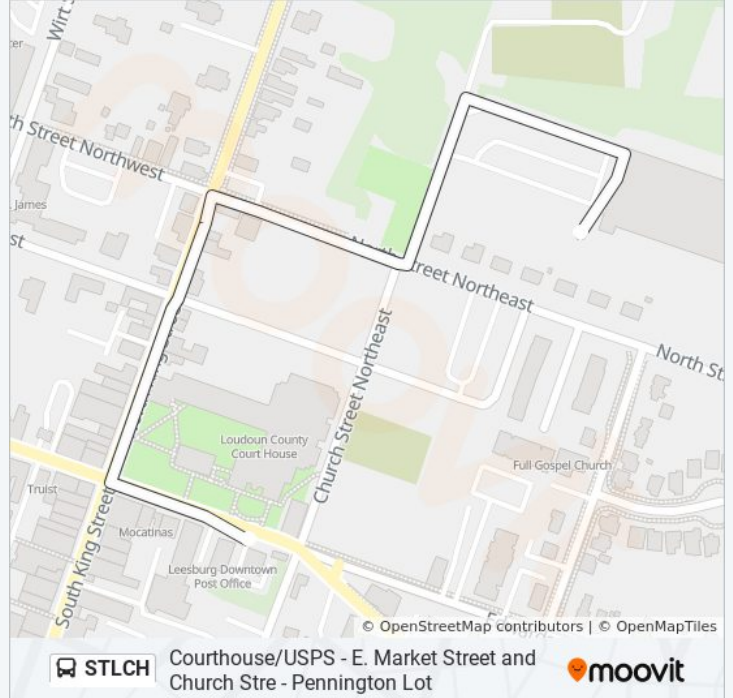 Wirt S
th Street Northwest
. James
st
North Street Northeast
North St
Church Street Northeast
Loudoun County
Court House
Full Gospel Church
Truist
Mocatinas
South King Street
Leesburg Downtown
Post Office
© OpenStreetMap contributors | © OpenMapTiles
STLCH
Courthouse/USPS - E. Market Street and
Church Stre - Pennington Lot
moovit